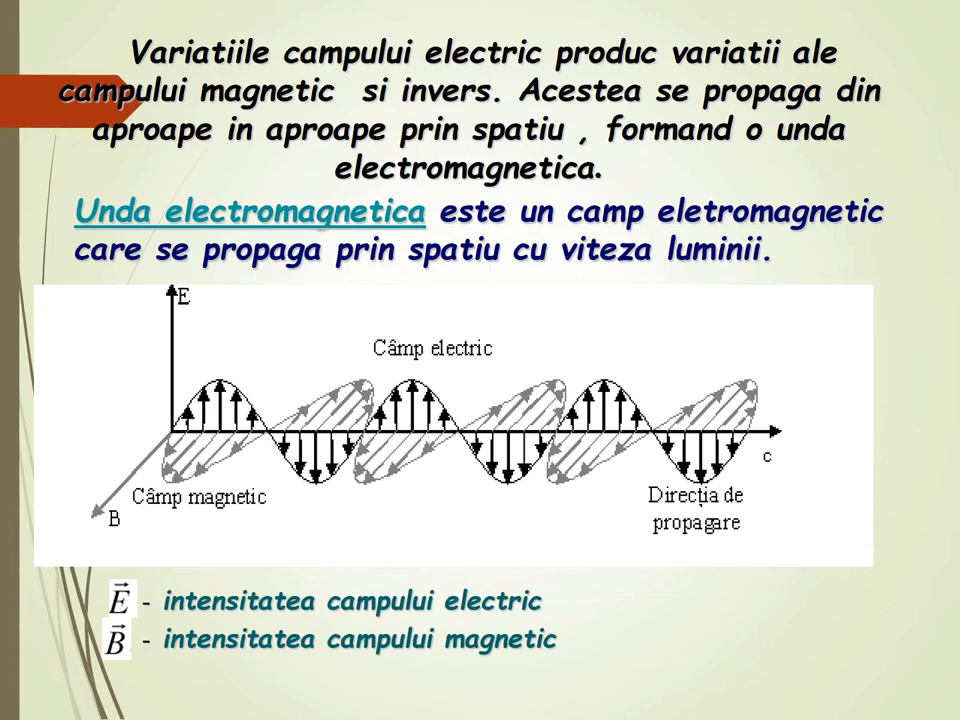 Variatiile campului electric produc variatii ale
campului magnetic si invers. Acestea se propaga din
aproape in aproape prin spatiu , formand o unda
electromagnetica.
Unda electromagnetica este un camp eletromagnetic
care se propaga prin spatiu cu viteza luminii.
E
Câmp electric
c
Câmp magnetic
Direcția de
propagare
B
E - intensitatea campului electric
B - intensitatea campului magnetic